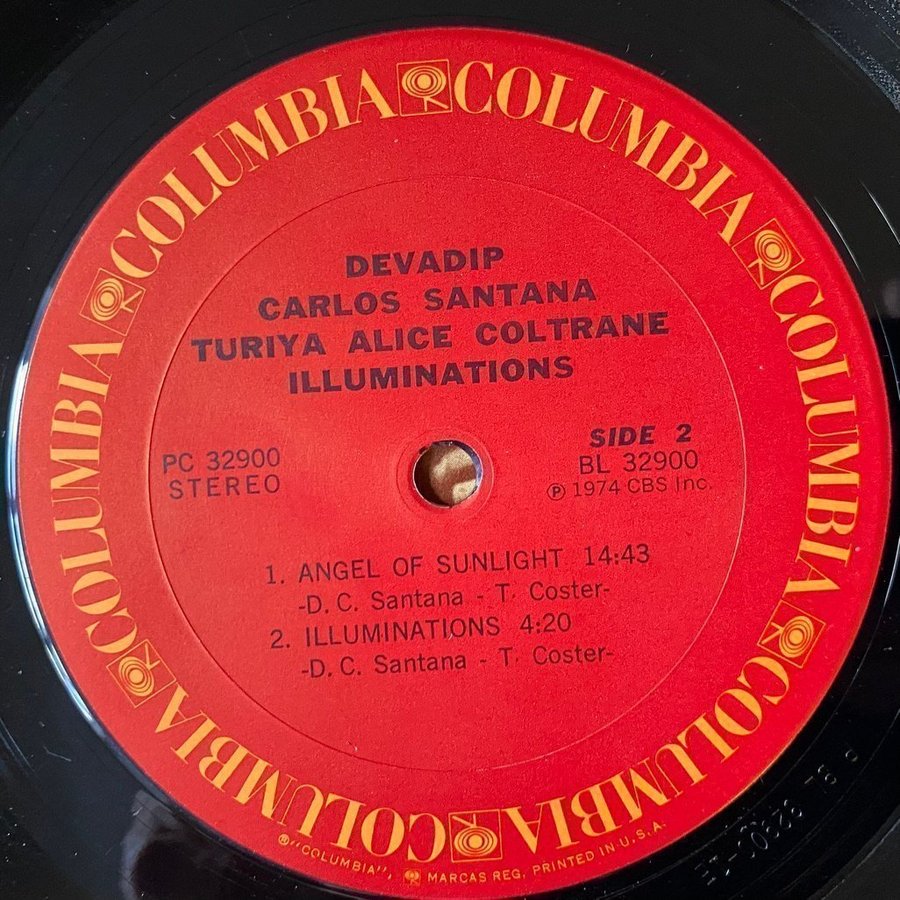 COLUMBIA COLUMBIA COLUMBIA COLUMBIA COLUMBIA COLUMBIA COLUMBIA COLUMBIA
DEVADIP
CARLOS SANTANA
TURIYA ALICE COLTRANE
ILLUMINATIONS
PC 32900
STEREO
SIDE 2
BL 32900
℗ 1974 CBS Inc.
1. ANGEL OF SUNLIGHT 14:43
-D. C. Santana - T. Coster-
2. ILLUMINATIONS 4:20
-D. C. Santana - T. Coster-
®"COLUMBIA", MARCAS REG. PRINTED IN U.S.A.